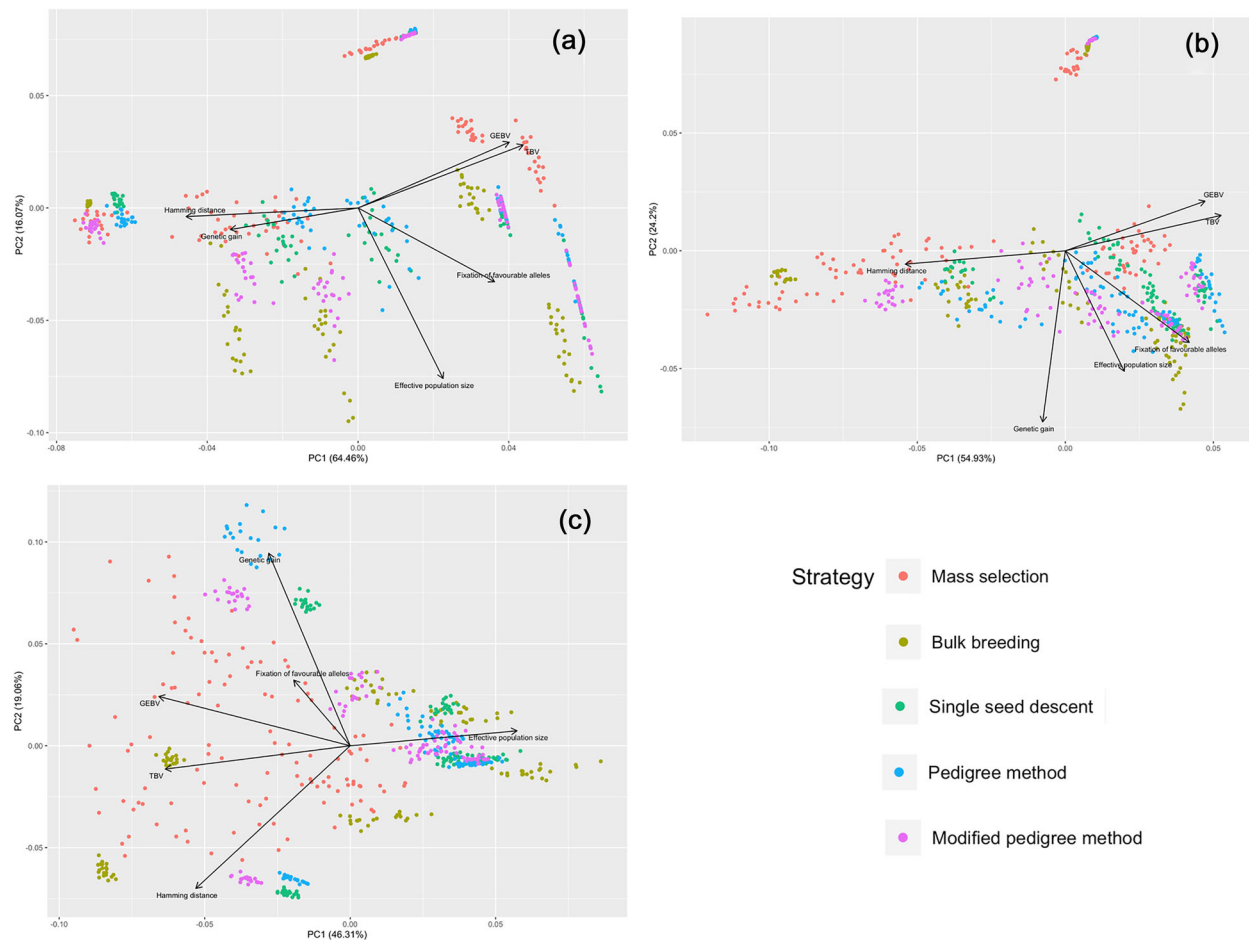 (a)
0.05
0.00
-0.05
-0.10
PC2 (16.07%)
GEBV
TBV
Hamming distance
Genetic gain
Fixation of favourable alleles
Effective population size
-0.08
-0.04
0.00
0.04
PC1 (64.46%)
(b)
0.05
0.00
-0.05
PC2 (24.2%)
GEBV
TBV
Hamming distance
Fixation of favourable alleles
Effective population size
Genetic gain
-0.10
-0.05
0.00
0.05
PC1 (54.93%)
(c)
0.10
0.05
0.00
-0.05
PC2 (19.06%)
Genetic gain
Fixation of favourable alleles
GEBV
Effective population size
TBV
Hamming distance
-0.10
-0.05
0.00
0.05
PC1 (46.31%)
Strategy
Mass selection
Bulk breeding
Single seed descent
Pedigree method
Modified pedigree method